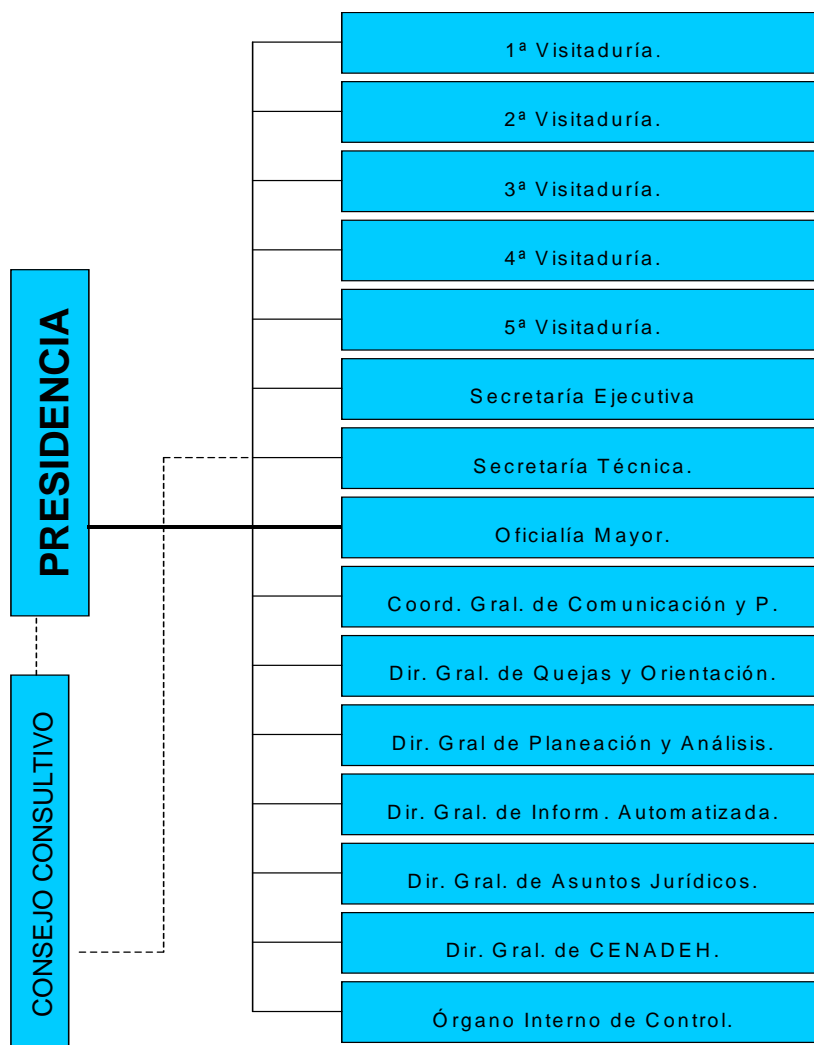 PRESIDENCIA
CONSEJO CONSULTIVO
1ª Visitaduría.
2ª Visitaduría.
3ª Visitaduría.
4ª Visitaduría.
5ª Visitaduría.
Secretaría Ejecutiva
Secretaría Técnica.
Oficialía Mayor.
Coord. Gral. de Comunicación y P.
Dir. Gral. de Quejas y Orientación.
Dir. Gral de Planeación y Análisis.
Dir. Gral. de Inform. Automatizada.
Dir. Gral. de Asuntos Jurídicos.
Dir. Gral. de CENADEH.
Órgano Interno de Control.